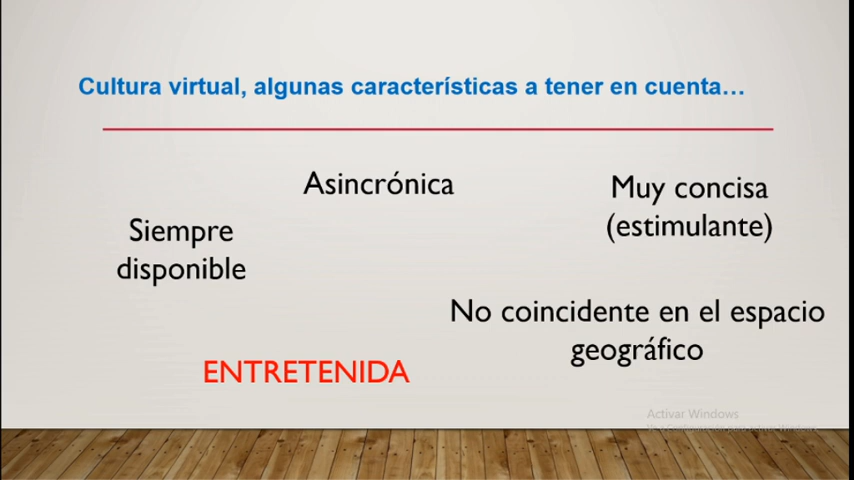 Cultura virtual, algunas características a tener en cuenta…
Asincrónica
Muy concisa
(estimulante)
Siempre
disponible
No coincidente en el espacio
geográfico
ENTRETENIDA
Activar Windows